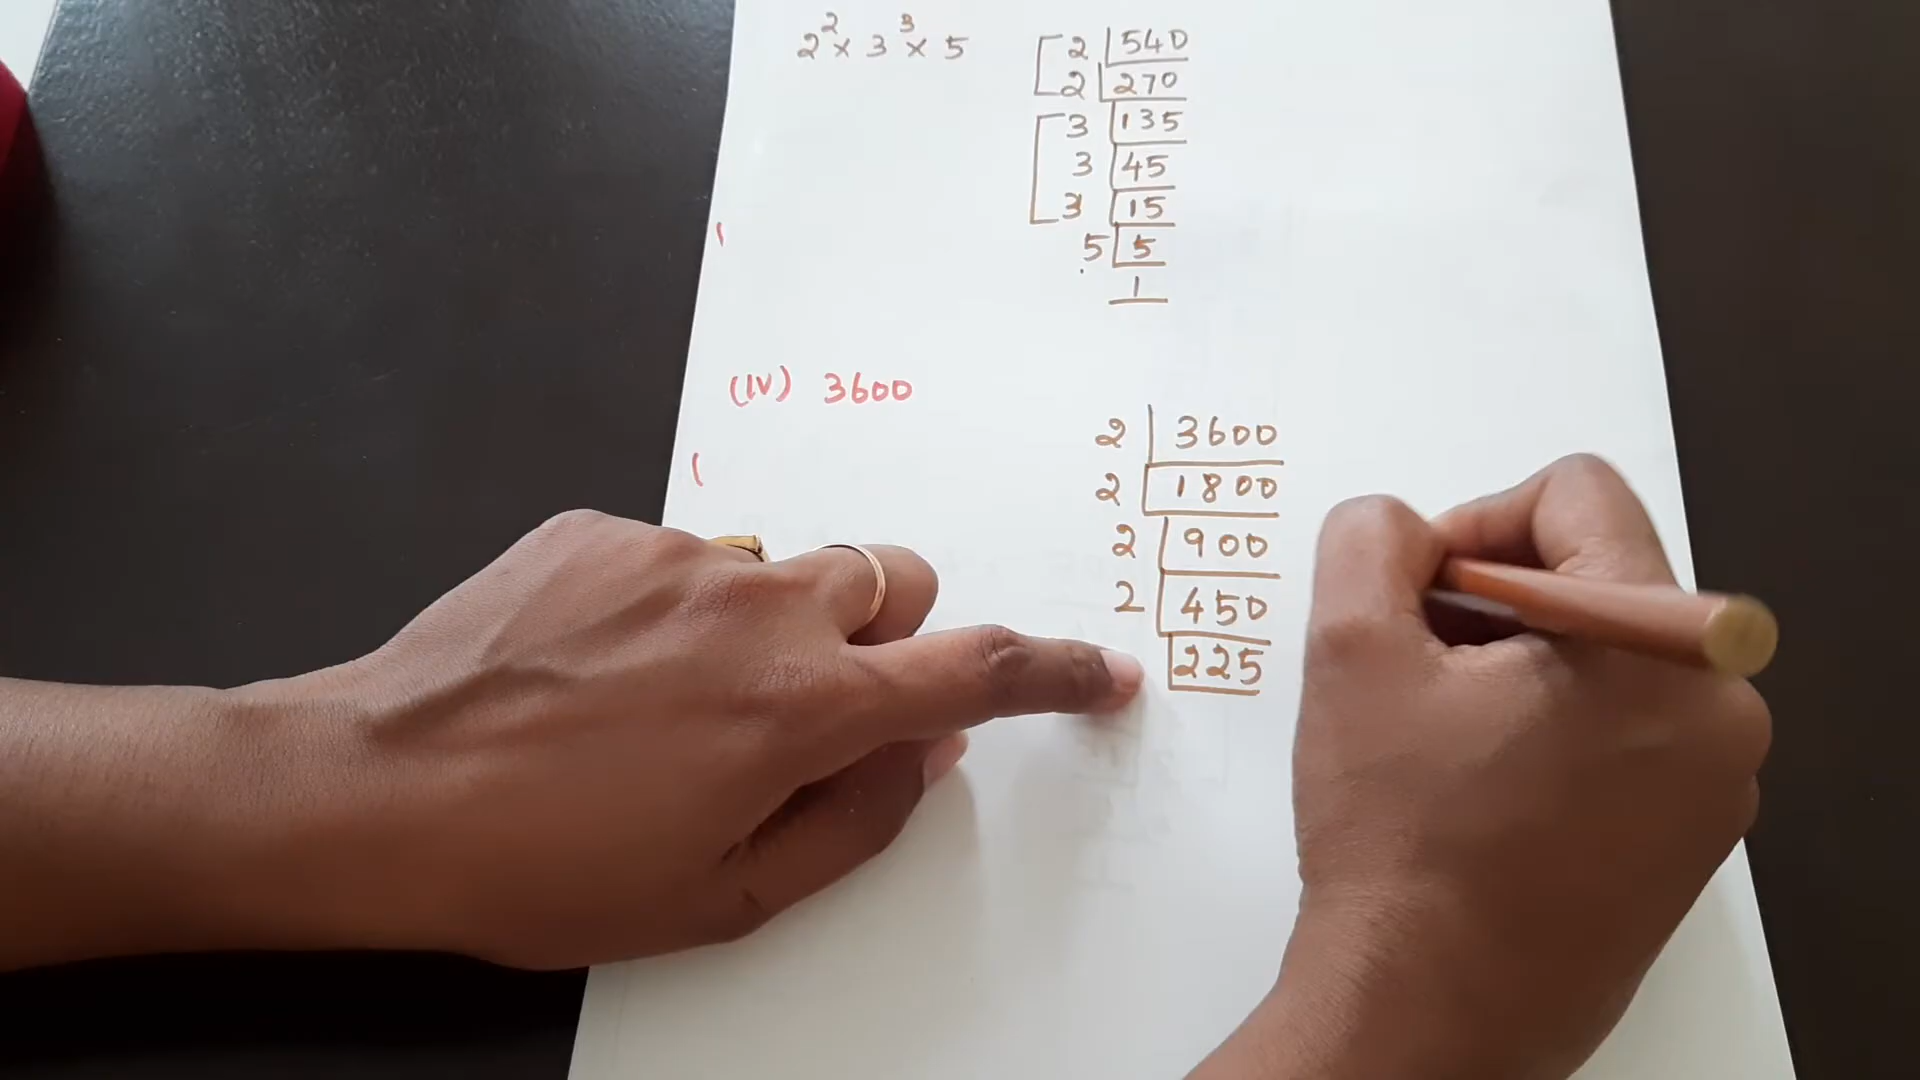 2² × 3³ × 5
2 | 540
2 | 270
3 | 135
3 | 45
3 | 15
5 | 5
1
(IV) 3600
2 | 3600
2 | 1800
2 | 900
2 | 450
225